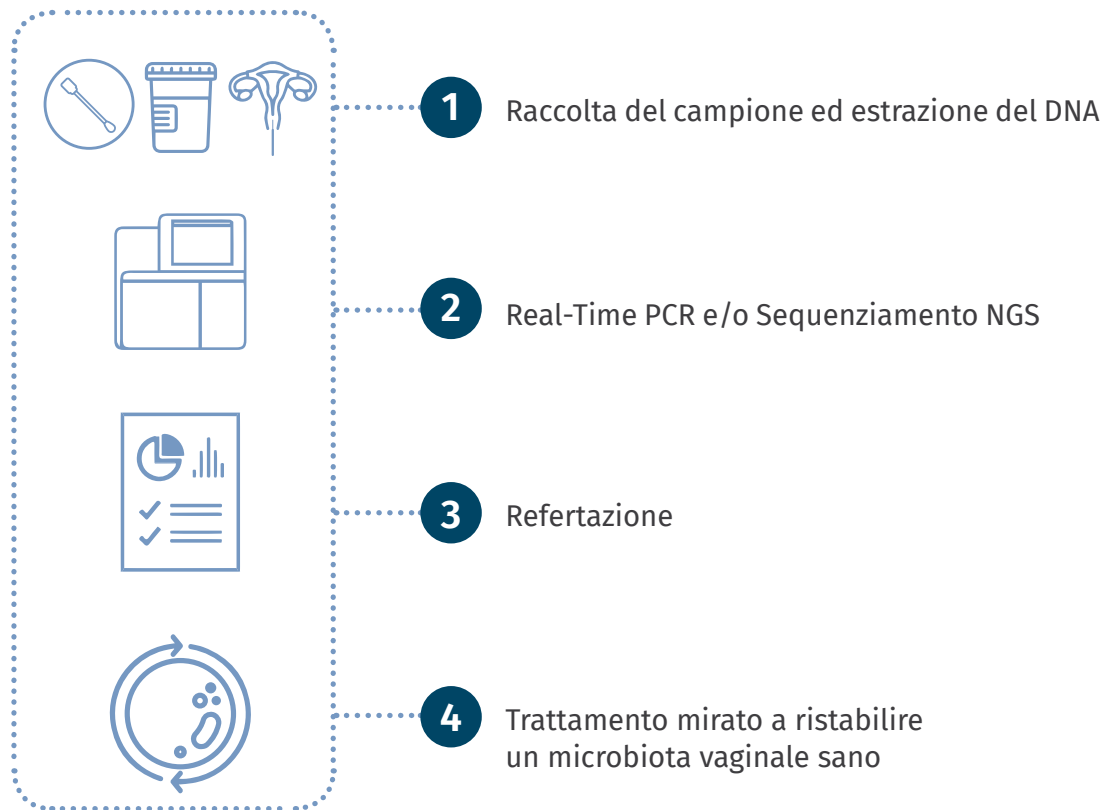 1 Raccolta del campione ed estrazione del DNA
2 Real-Time PCR e/o Sequenziamento NGS
3 Refertazione
4 Trattamento mirato a ristabilire
un microbiota vaginale sano